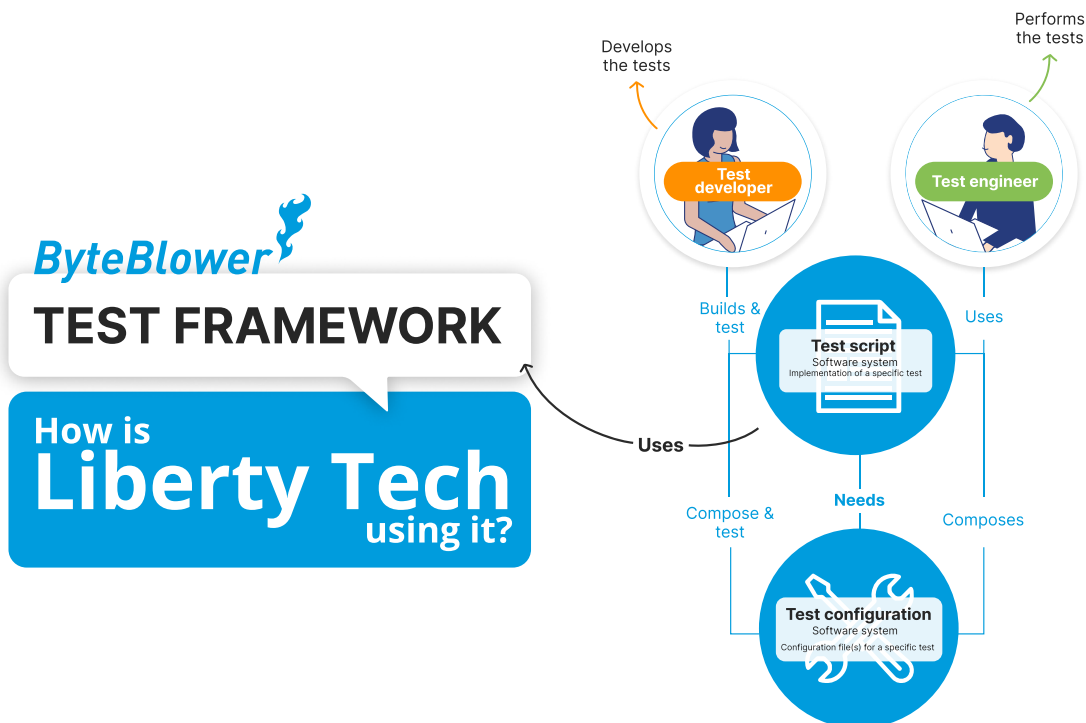 ByteBlower
TEST FRAMEWORK
How is
Liberty Tech
using it?
Develops
the tests
Performs
the tests
Test
developer
Test engineer
Builds &
test
Uses
Test script
Software system
Implementation of a specific test
Uses
Needs
Compose &
test
Composes
Test configuration
Software system
Configuration file(s) for a specific test